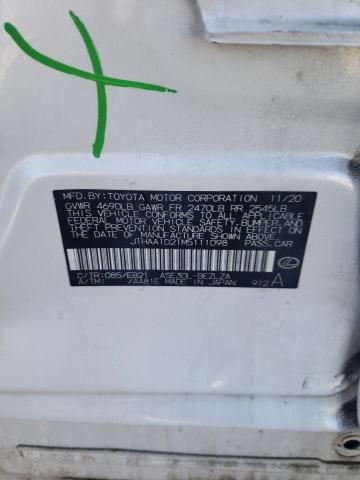 MFD.BY:TOYOTA MOTOR CORPORATION 11/20
GVWR 4690LB GAWR FR 2470LB RR 2545LB
THIS VEHICLE CONFORMS TO ALL APPLICABLE
FEDERAL MOTOR VEHICLE SAFETY, BUMPER, AND
THEFT PREVENTION STANDARDS IN EFFECT ON
THE DATE OF MANUFACTURE SHOWN ABOVE.
JTHAA1D21M5111098 PASS.CAR
C/TR:085/EB21 ASE30L-BEZLZA
A/TM: /AA81E MADE IN JAPAN 912A